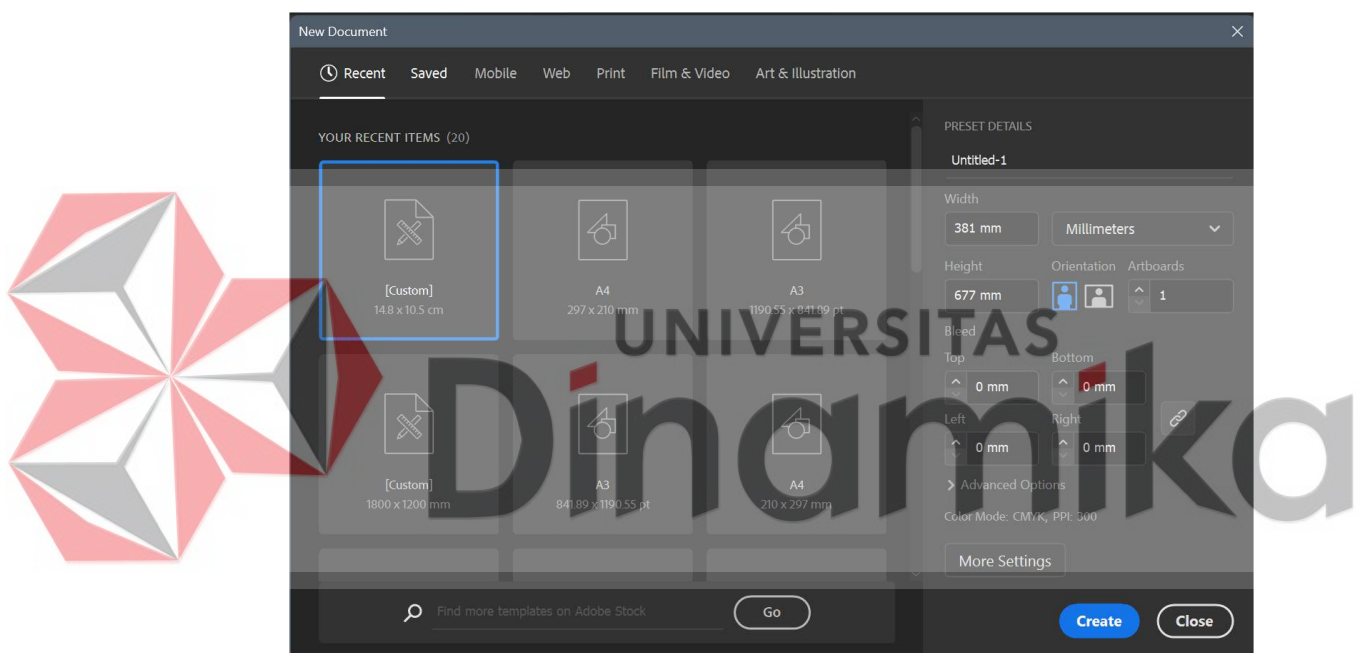 New Document
Recent Saved Mobile Web Print Film & Video Art & Illustration
YOUR RECENT ITEMS (20)
[Custom]
14.8 x 10.5 cm
A4
297 x 210 mm
A3
1190.55 x 841.89 pt
[Custom]
1800 x 1200 mm
A3
841.89 x 1190.55 pt
A4
210 x 297 mm
Find more templates on Adobe Stock
Go
PRESET DETAILS
Untitled-1
Width
381 mm Millimeters
Height Orientation Artboards
677 mm 1
Bleed
Top Bottom
0 mm 0 mm
Left Right
0 mm 0 mm
Advanced Options
Color Mode: CMYK, PPI: 300
More Settings
Create Close
UNIVERSITAS
Dinamika